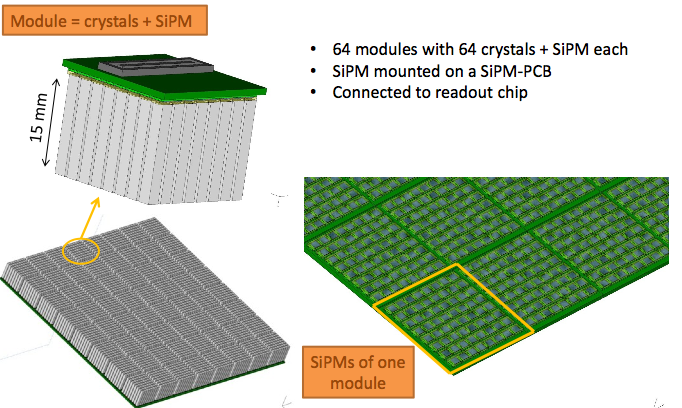 Module = crystals + SiPM
• 64 modules with 64 crystals + SiPM each
• SiPM mounted on a SiPM-PCB
• Connected to readout chip
15 mm
SiPMs of one
module